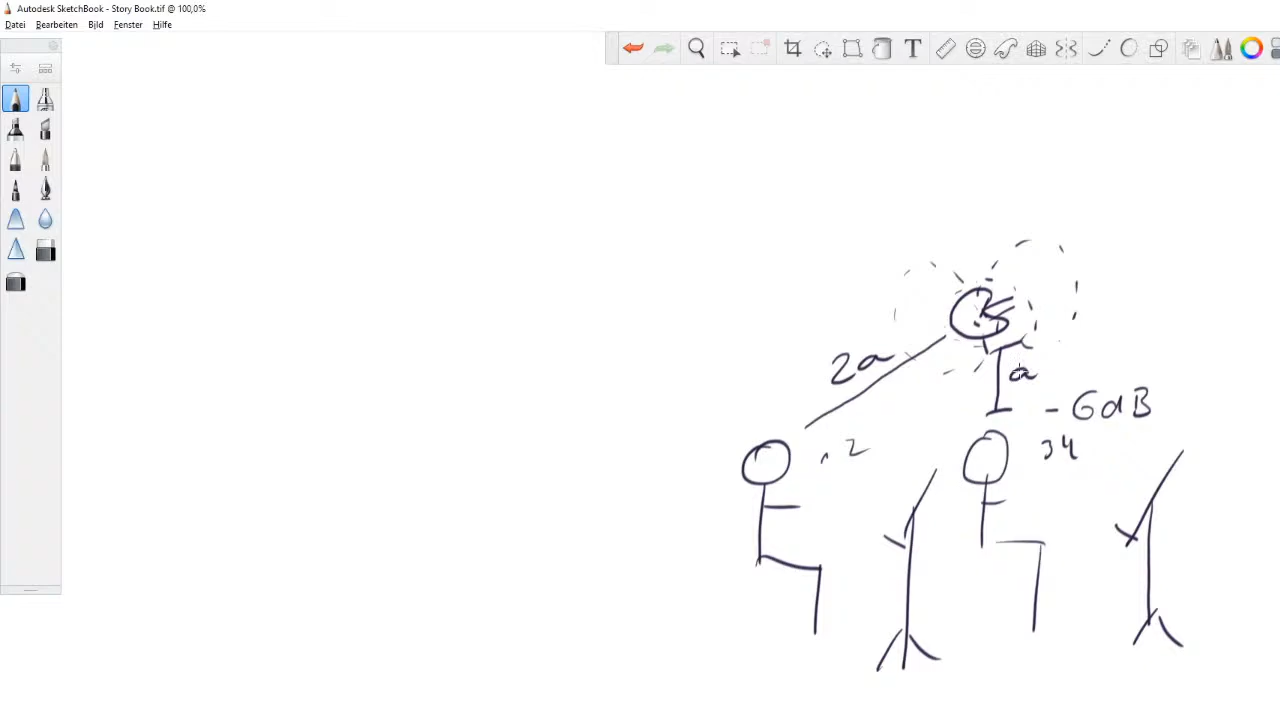 Autodesk SketchBook - Story Book.tif @ 100,0%
Datei Bearbeiten Bild Fenster Hilfe
T
2a
a
- 6dB
2
34